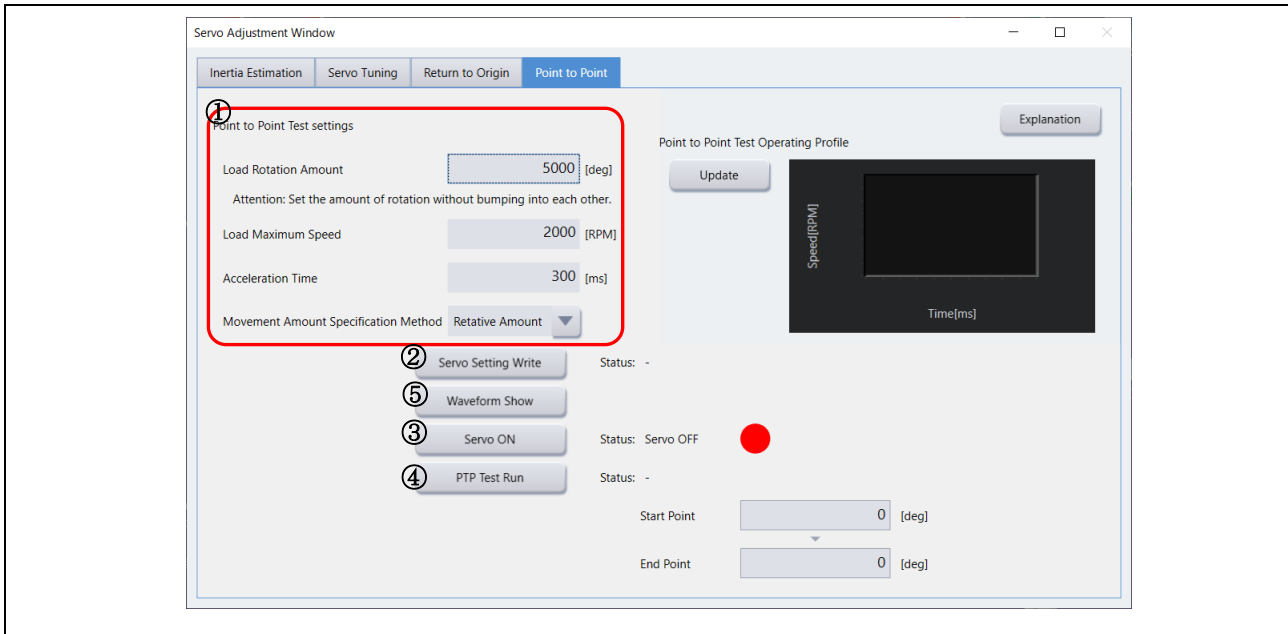 Servo Adjustment Window
Inertia Estimation Servo Tuning Return to Origin Point to Point
①
Point to Point Test settings
Explanation
Point to Point Test Operating Profile
Load Rotation Amount 5000 [deg]
Update
Attention: Set the amount of rotation without bumping into each other.
Load Maximum Speed 2000 [RPM]
Speed[RPM]
Acceleration Time 300 [ms]
Time[ms]
Movement Amount Specification Method Retative Amount
② Servo Setting Write Status: -
⑤ Waveform Show
③ Servo ON Status: Servo OFF
④ PTP Test Run Status: -
Start Point 0 [deg]
End Point 0 [deg]